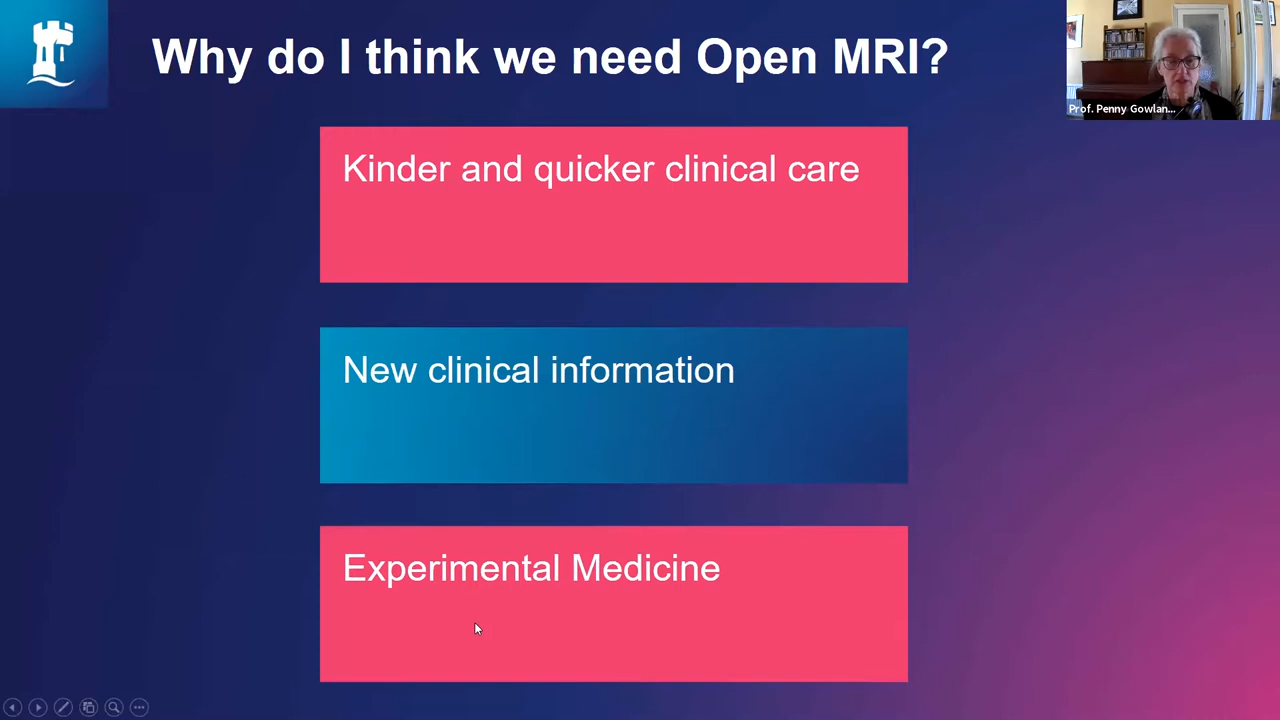 Why do I think we need Open MRI?
Prof. Penny Gowlan...
Kinder and quicker clinical care
New clinical information
Experimental Medicine